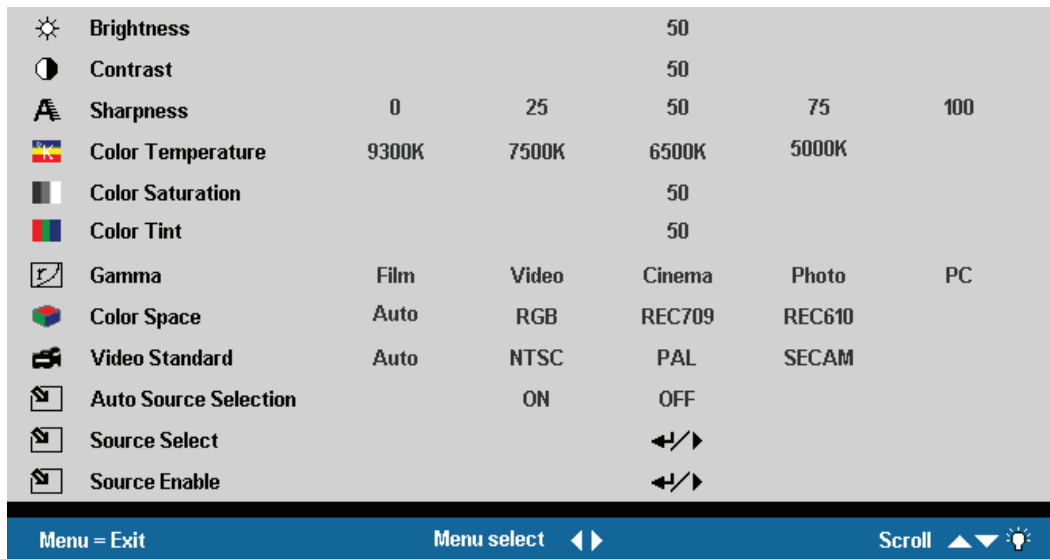 Brightness 50
Contrast 50
Sharpness 0 25 50 75 100
Color Temperature 9300K 7500K 6500K 5000K
Color Saturation 50
Color Tint 50
Gamma Film Video Cinema Photo PC
Color Space Auto RGB REC709 REC610
Video Standard Auto NTSC PAL SECAM
Auto Source Selection ON OFF
Source Select /
Source Enable /
Menu = Exit Menu select Scroll